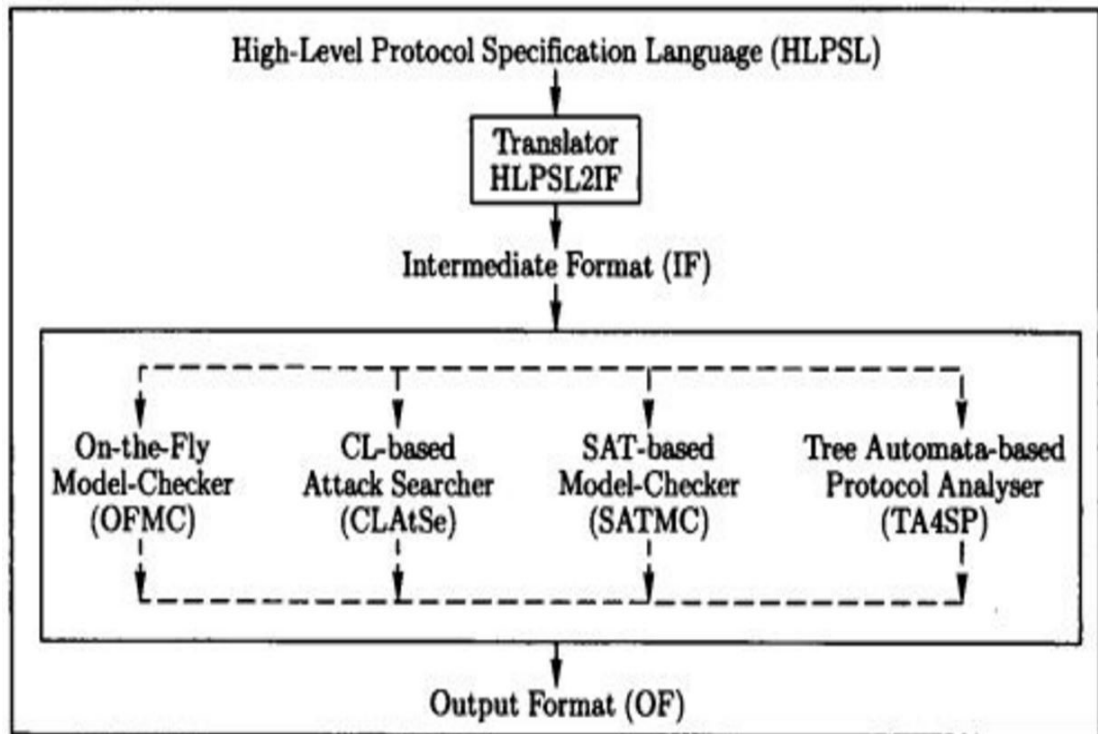 High-Level Protocol Specification Language (HLPSL)
Translator
HLPSL2IF
Intermediate Format (IF)
On-the-Fly
Model-Checker
(OFMC)
CL-based
Attack Searcher
(CLAtSe)
SAT-based
Model-Checker
(SATMC)
Tree Automata-based
Protocol Analyser
(TA4SP)
Output Format (OF)